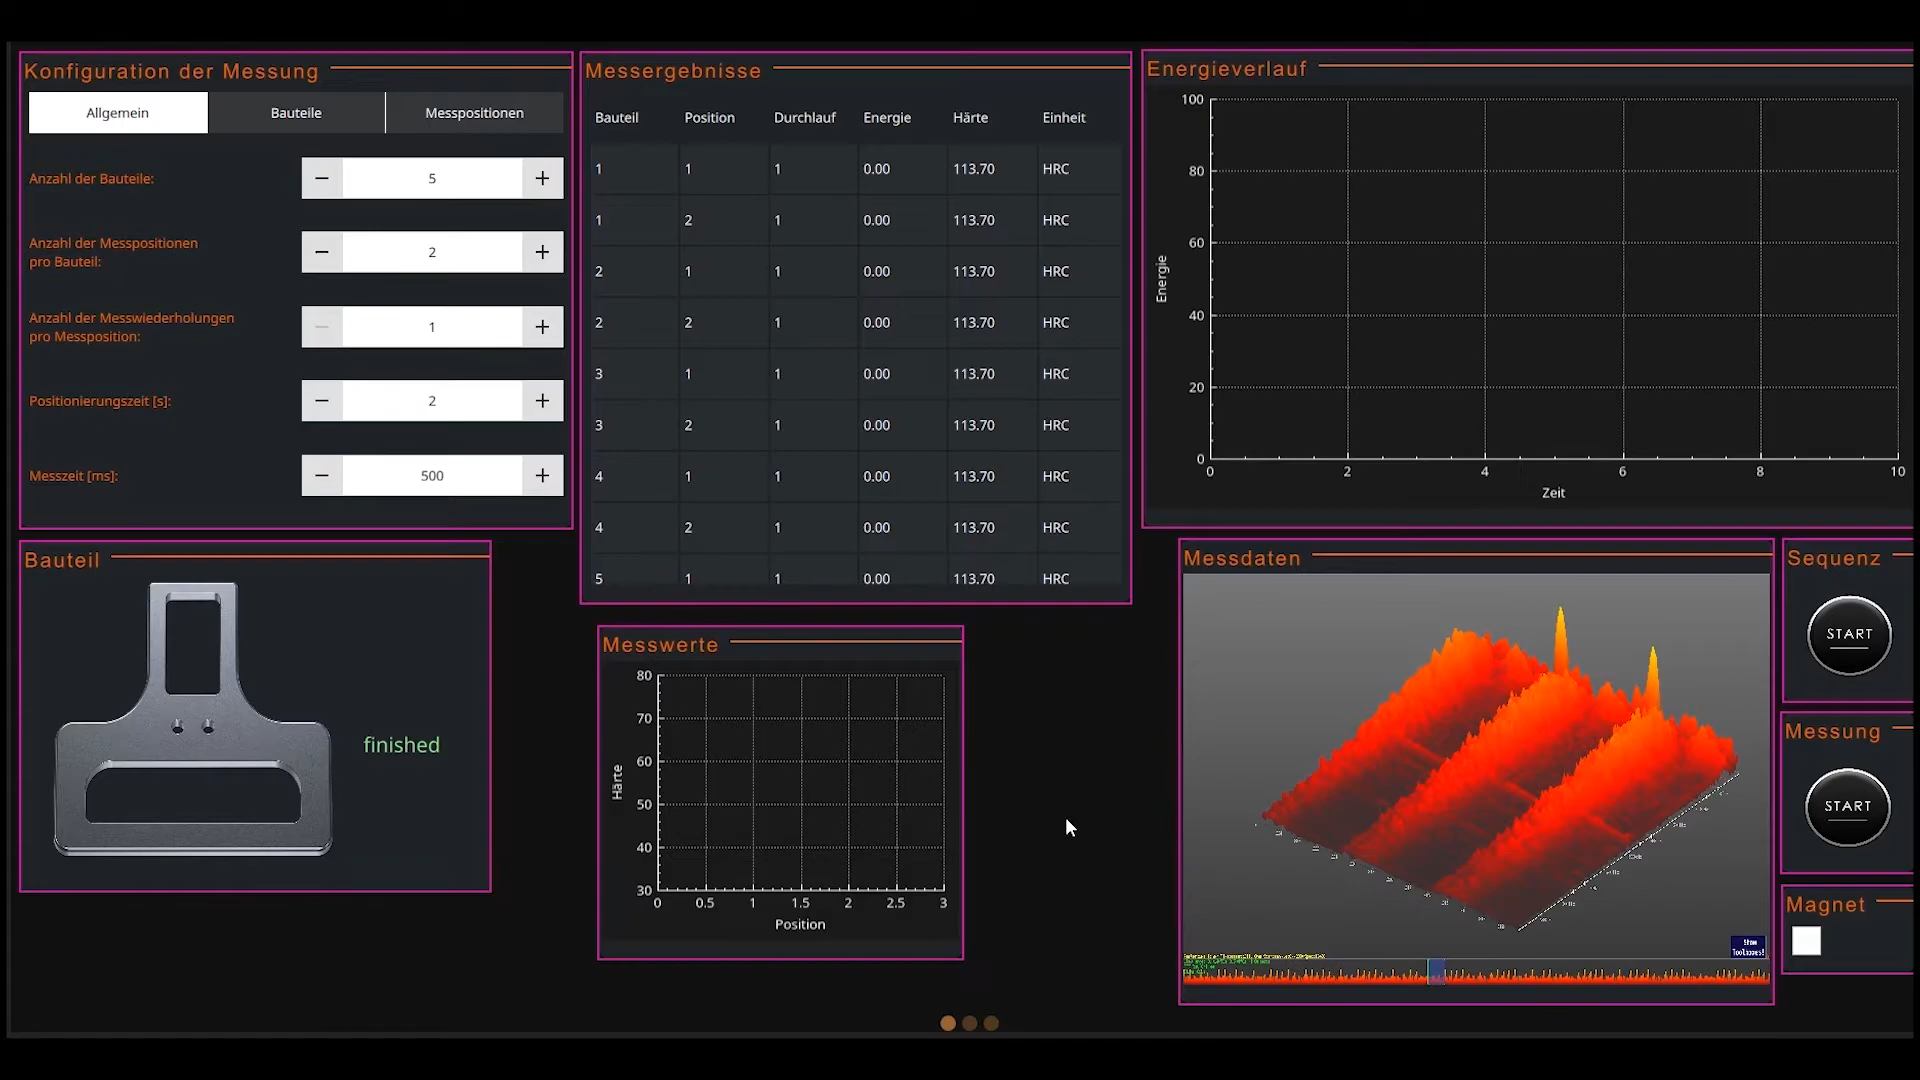 Konfiguration der Messung
Allgemein Bauteile Messpositionen
Anzahl der Bauteile: − 5 +
Anzahl der Messpositionen
pro Bauteil: − 2 +
Anzahl der Messwiederholungen
pro Messposition: − 1 +
Positionierungszeit [s]: − 2 +
Messzeit [ms]: − 500 +
Messergebnisse
Bauteil Position Durchlauf Energie Härte Einheit
1 1 1 0.00 113.70 HRC
1 2 1 0.00 113.70 HRC
2 1 1 0.00 113.70 HRC
2 2 1 0.00 113.70 HRC
3 1 1 0.00 113.70 HRC
3 2 1 0.00 113.70 HRC
4 1 1 0.00 113.70 HRC
4 2 1 0.00 113.70 HRC
5 1 1 0.00 113.70 HRC
Energieverlauf
100
80
60
40
20
0
Energie
0 2 4 6 8 10
Zeit
Bauteil
finished
Messwerte
80
70
60
50
40
30
Härte
0 0.5 1 1.5 2 2.5 3
Position
Messdaten
Show
Toolboxes!
Sequenz
START
Messung
START
Magnet